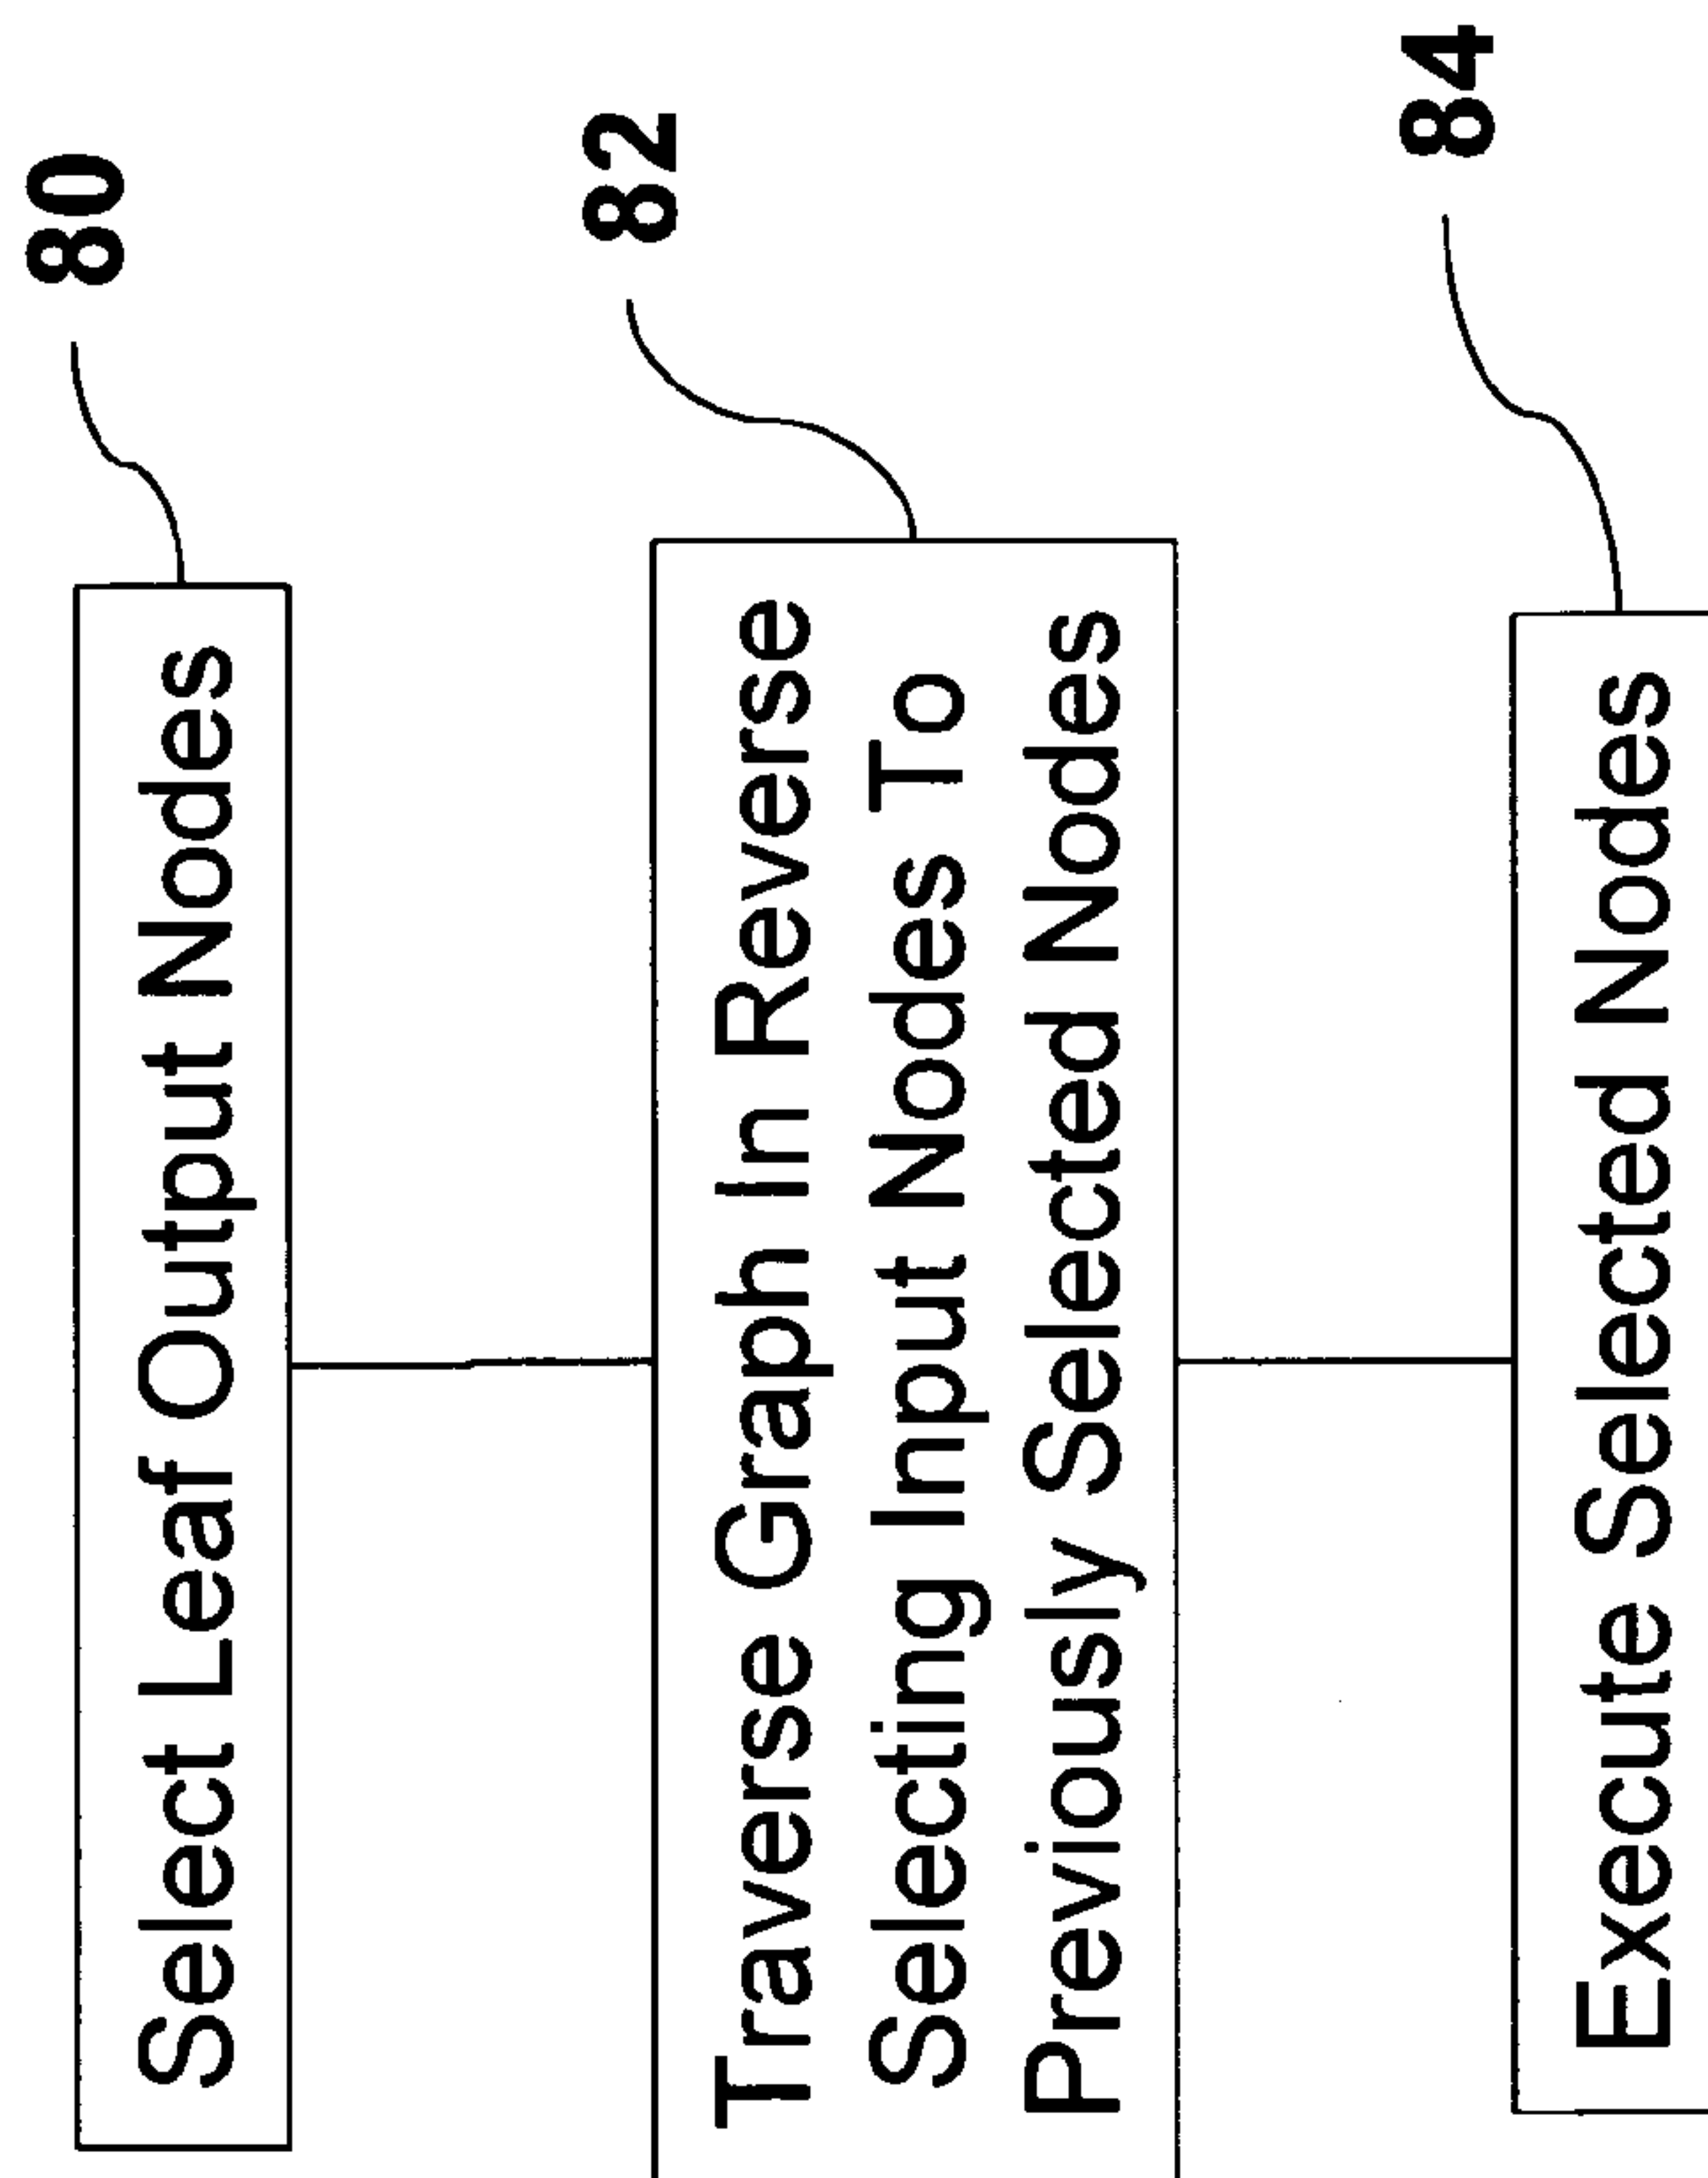 Select Leaf Output Nodes
80
Traverse Graph In Reverse
Selecting Input Nodes To
Previously Selected Nodes
82
Execute Selected Nodes
84